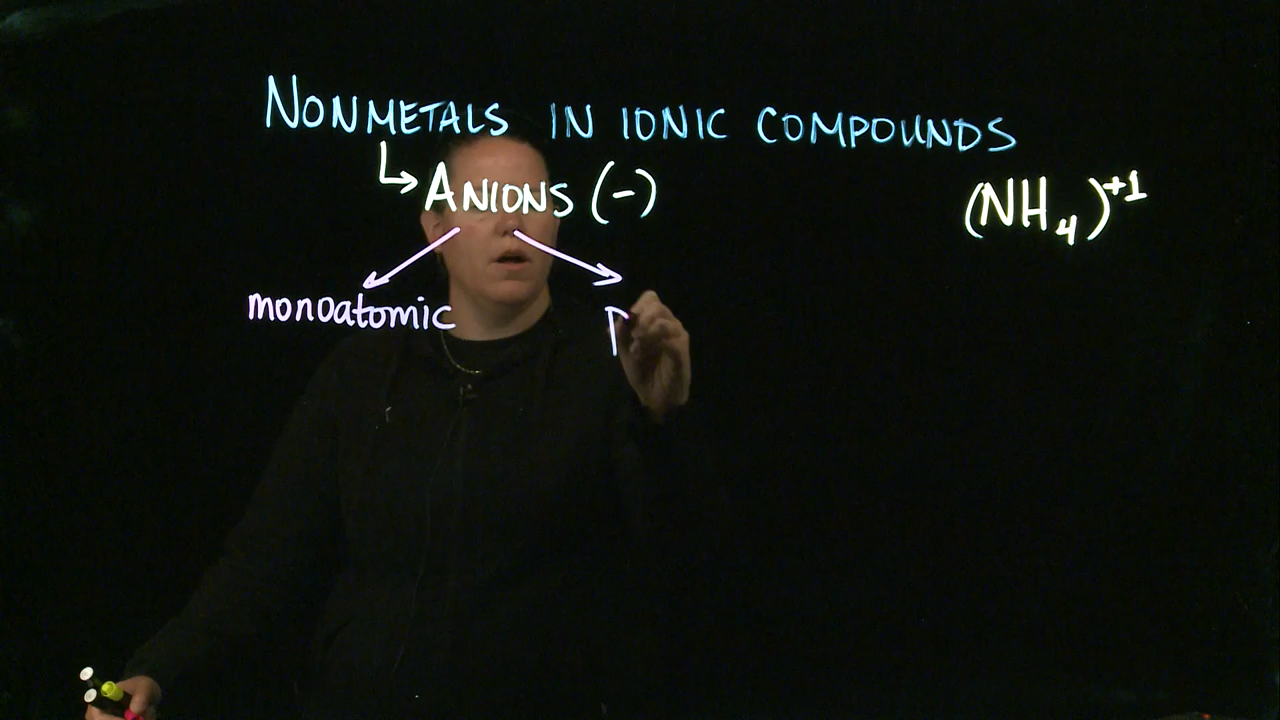 NONMETALS IN IONIC COMPOUNDS
↳ ANIONS (-)
(NH₄)⁺¹
monoatomic